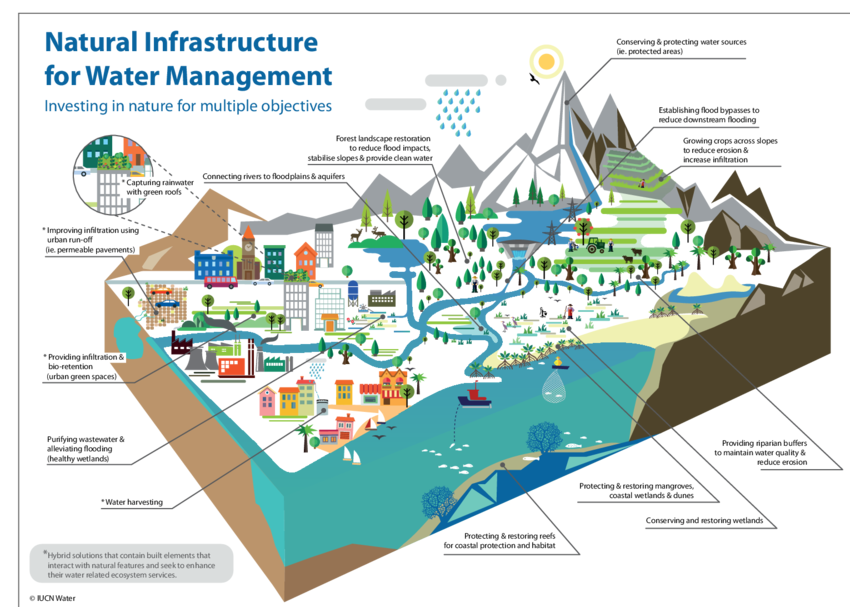 Natural Infrastructure
for Water Management
Investing in nature for multiple objectives
Conserving & protecting water sources
(ie. protected areas)
Establishing flood bypasses to
reduce downstream flooding
Growing crops across slopes
to reduce erosion &
increase infiltration
Forest landscape restoration
to reduce flood impacts,
stabilise slopes & provide clean water
Connecting rivers to floodplains & aquifers
* Capturing rainwater
with green roofs
* Improving infiltration using
urban run-off
(ie. permeable pavements)
* Providing infiltration &
bio-retention
(urban green spaces)
Purifying wastewater &
alleviating flooding
(healthy wetlands)
* Water harvesting
Providing riparian buffers
to maintain water quality &
reduce erosion
Protecting & restoring mangroves,
coastal wetlands & dunes
Conserving and restoring wetlands
Protecting & restoring reefs
for coastal protection and habitat
*Hybrid solutions that contain built elements that
interact with natural features and seek to enhance
their water related ecosystem services.
© IUCN Water